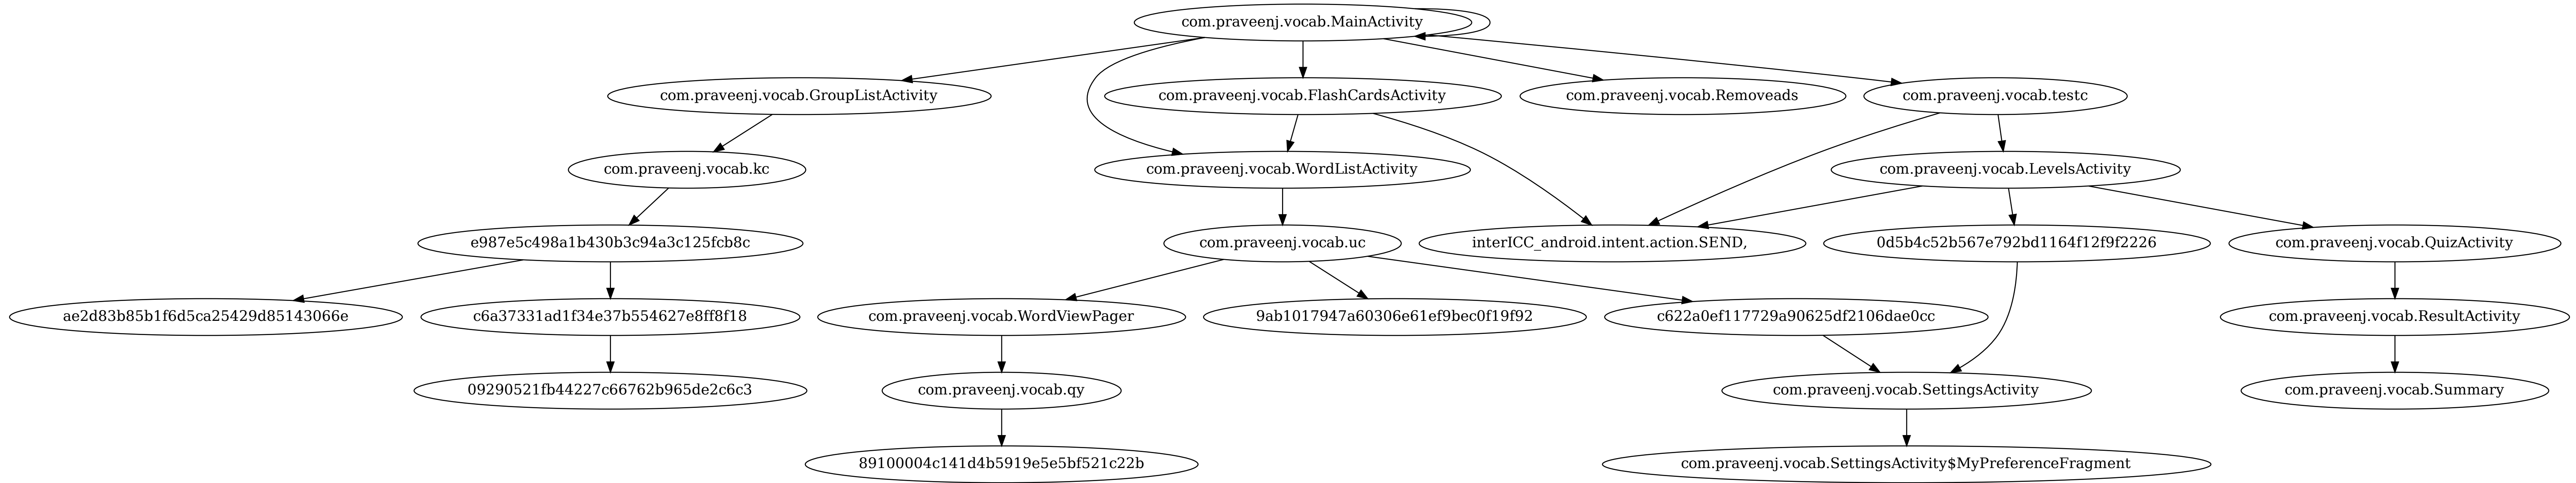 com.praveenj.vocab.MainActivity
com.praveenj.vocab.GroupListActivity
com.praveenj.vocab.FlashCardsActivity
com.praveenj.vocab.Removeads
com.praveenj.vocab.testc
com.praveenj.vocab.kc
com.praveenj.vocab.WordListActivity
com.praveenj.vocab.LevelsActivity
e987e5c498a1b430b3c94a3c125fcb8c
com.praveenj.vocab.uc
interICC_android.intent.action.SEND,
0d5b4c52b567e792bd1164f12f9f2226
com.praveenj.vocab.QuizActivity
ae2d83b85b1f6d5ca25429d85143066e
c6a37331ad1f34e37b554627e8ff8f18
com.praveenj.vocab.WordViewPager
9ab1017947a60306e61ef9bec0f19f92
c622a0ef117729a90625df2106dae0cc
com.praveenj.vocab.ResultActivity
09290521fb44227c66762b965de2c6c3
com.praveenj.vocab.qy
com.praveenj.vocab.SettingsActivity
com.praveenj.vocab.Summary
89100004c141d4b5919e5e5bf521c22b
com.praveenj.vocab.SettingsActivity$MyPreferenceFragment